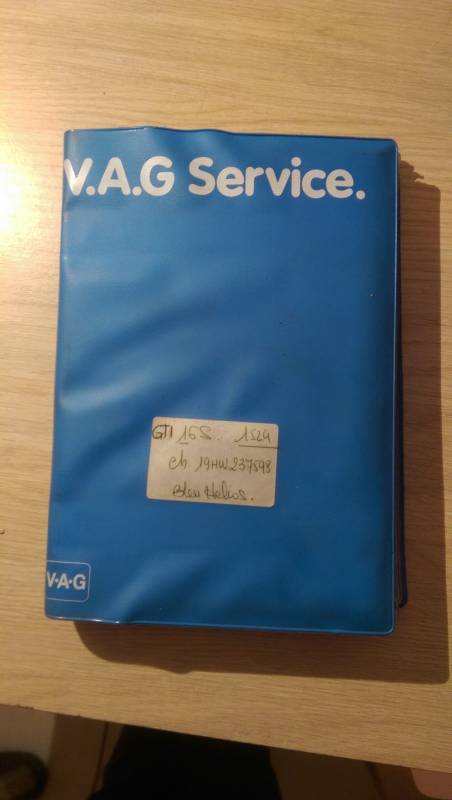 V.A.G Service.
GTI 16S 1524
ch 19HW237598
Bleu Helios.
V·A·G